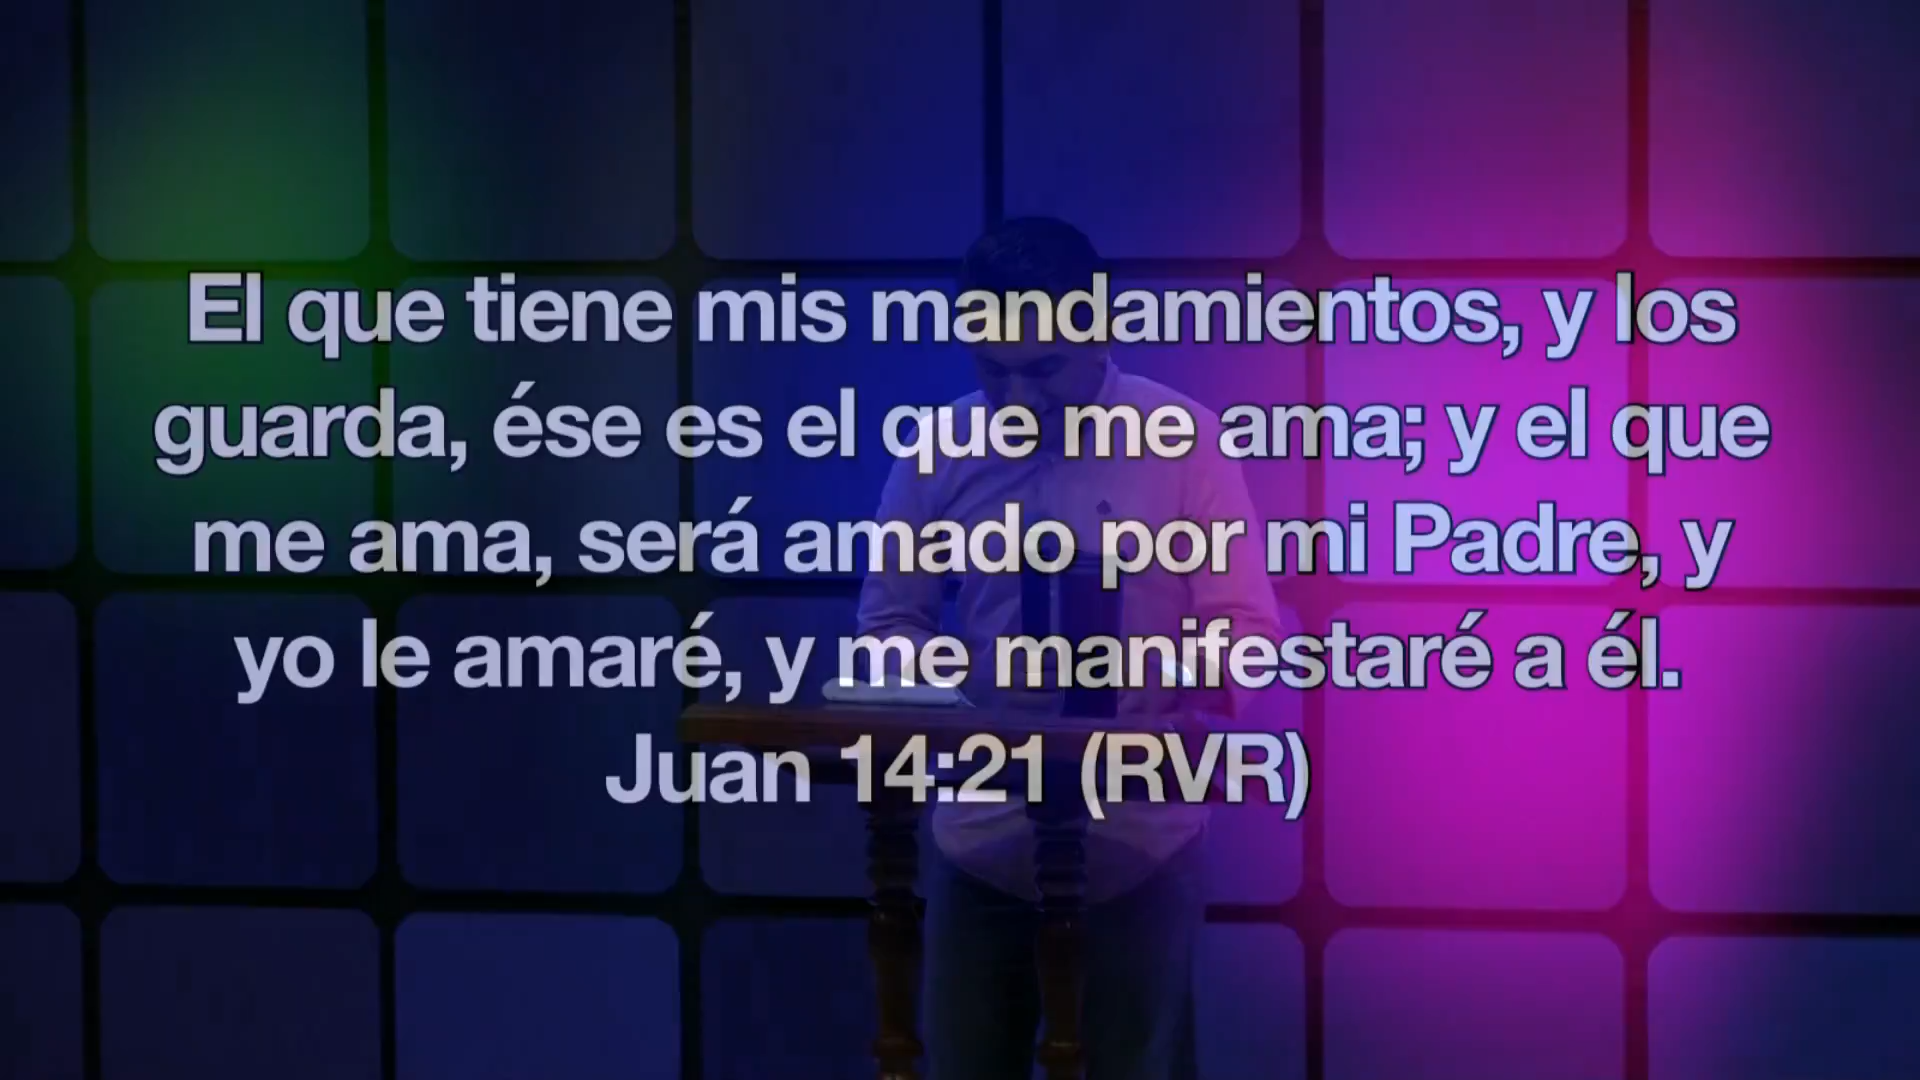 El que tiene mis mandamientos, y los
guarda, ése es el que me ama; y el que
me ama, será amado por mi Padre, y
yo le amaré, y me manifestaré a él.
Juan 14:21 (RVR)